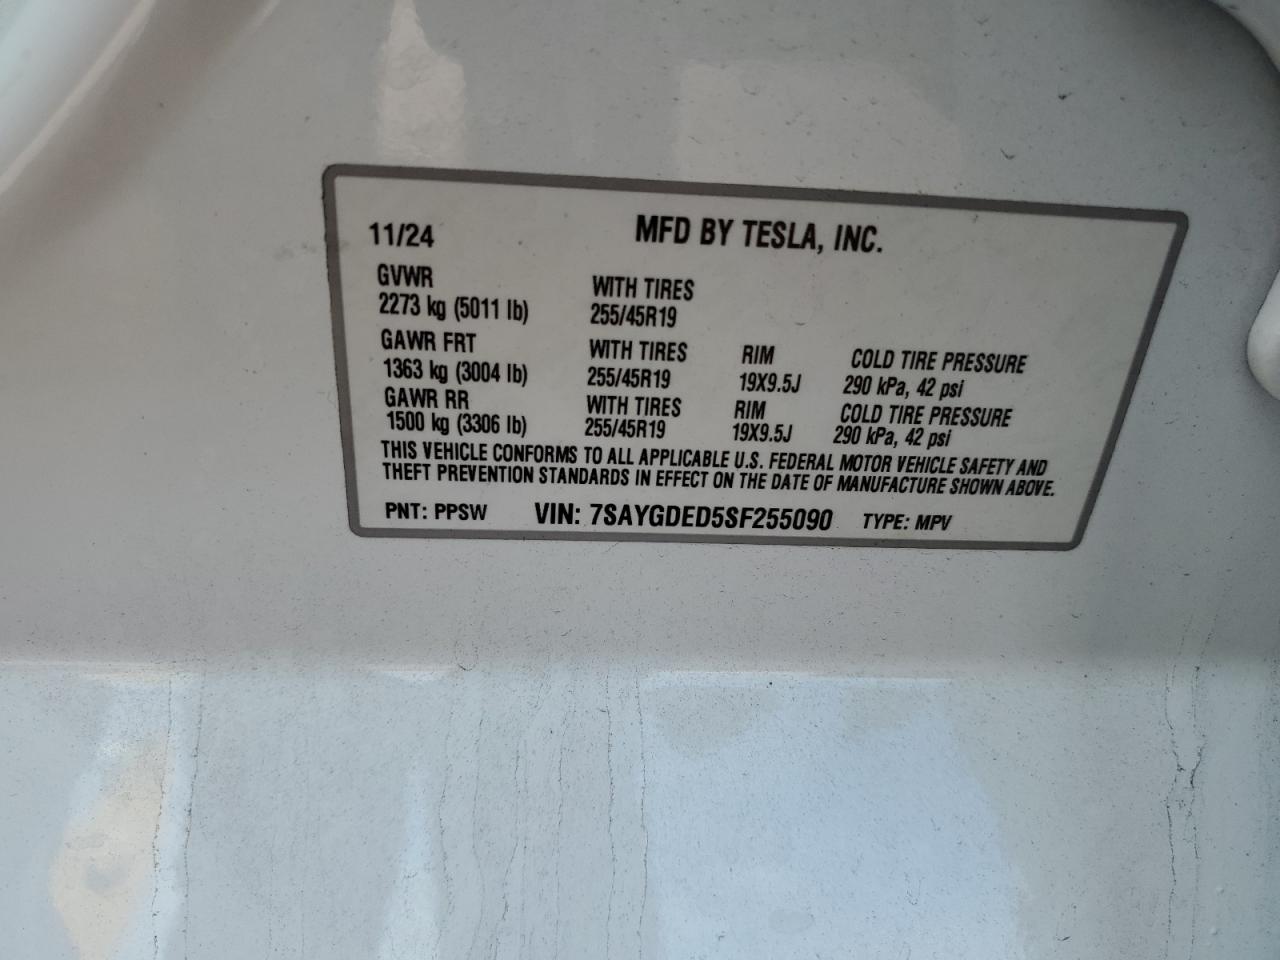 11/24 MFD BY TESLA, INC.
GVWR WITH TIRES
2273 kg (5011 lb) 255/45R19
GAWR FRT WITH TIRES RIM COLD TIRE PRESSURE
1363 kg (3004 lb) 255/45R19 19X9.5J 290 kPa, 42 psi
GAWR RR WITH TIRES RIM COLD TIRE PRESSURE
1500 kg (3306 lb) 255/45R19 19X9.5J 290 kPa, 42 psi
THIS VEHICLE CONFORMS TO ALL APPLICABLE U.S. FEDERAL MOTOR VEHICLE SAFETY AND
THEFT PREVENTION STANDARDS IN EFFECT ON THE DATE OF MANUFACTURE SHOWN ABOVE.
PNT: PPSW VIN: 7SAYGDED5SF255090 TYPE: MPV